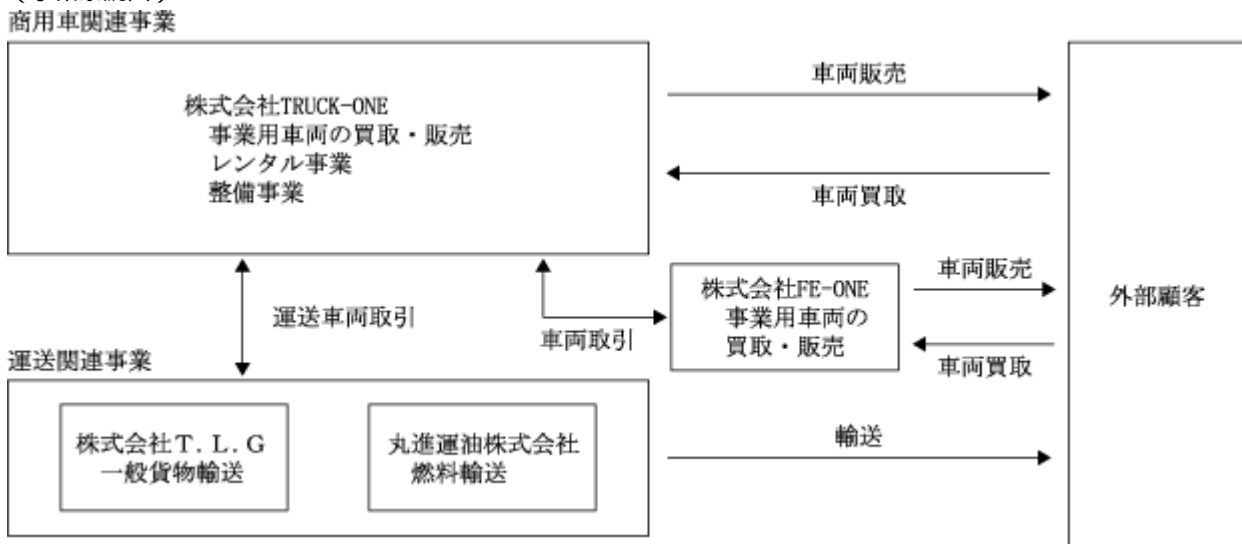 商用車関連事業
株式会社TRUCK-ONE
事業用車両の買取・販売
レンタル事業
整備事業
車両販売
車両買取
運送車両取引
車両取引
株式会社FE-ONE
事業用車両の
買取・販売
車両販売
車両買取
外部顧客
運送関連事業
株式会社T.L.G
一般貨物輸送
丸進運油株式会社
燃料輸送
輸送